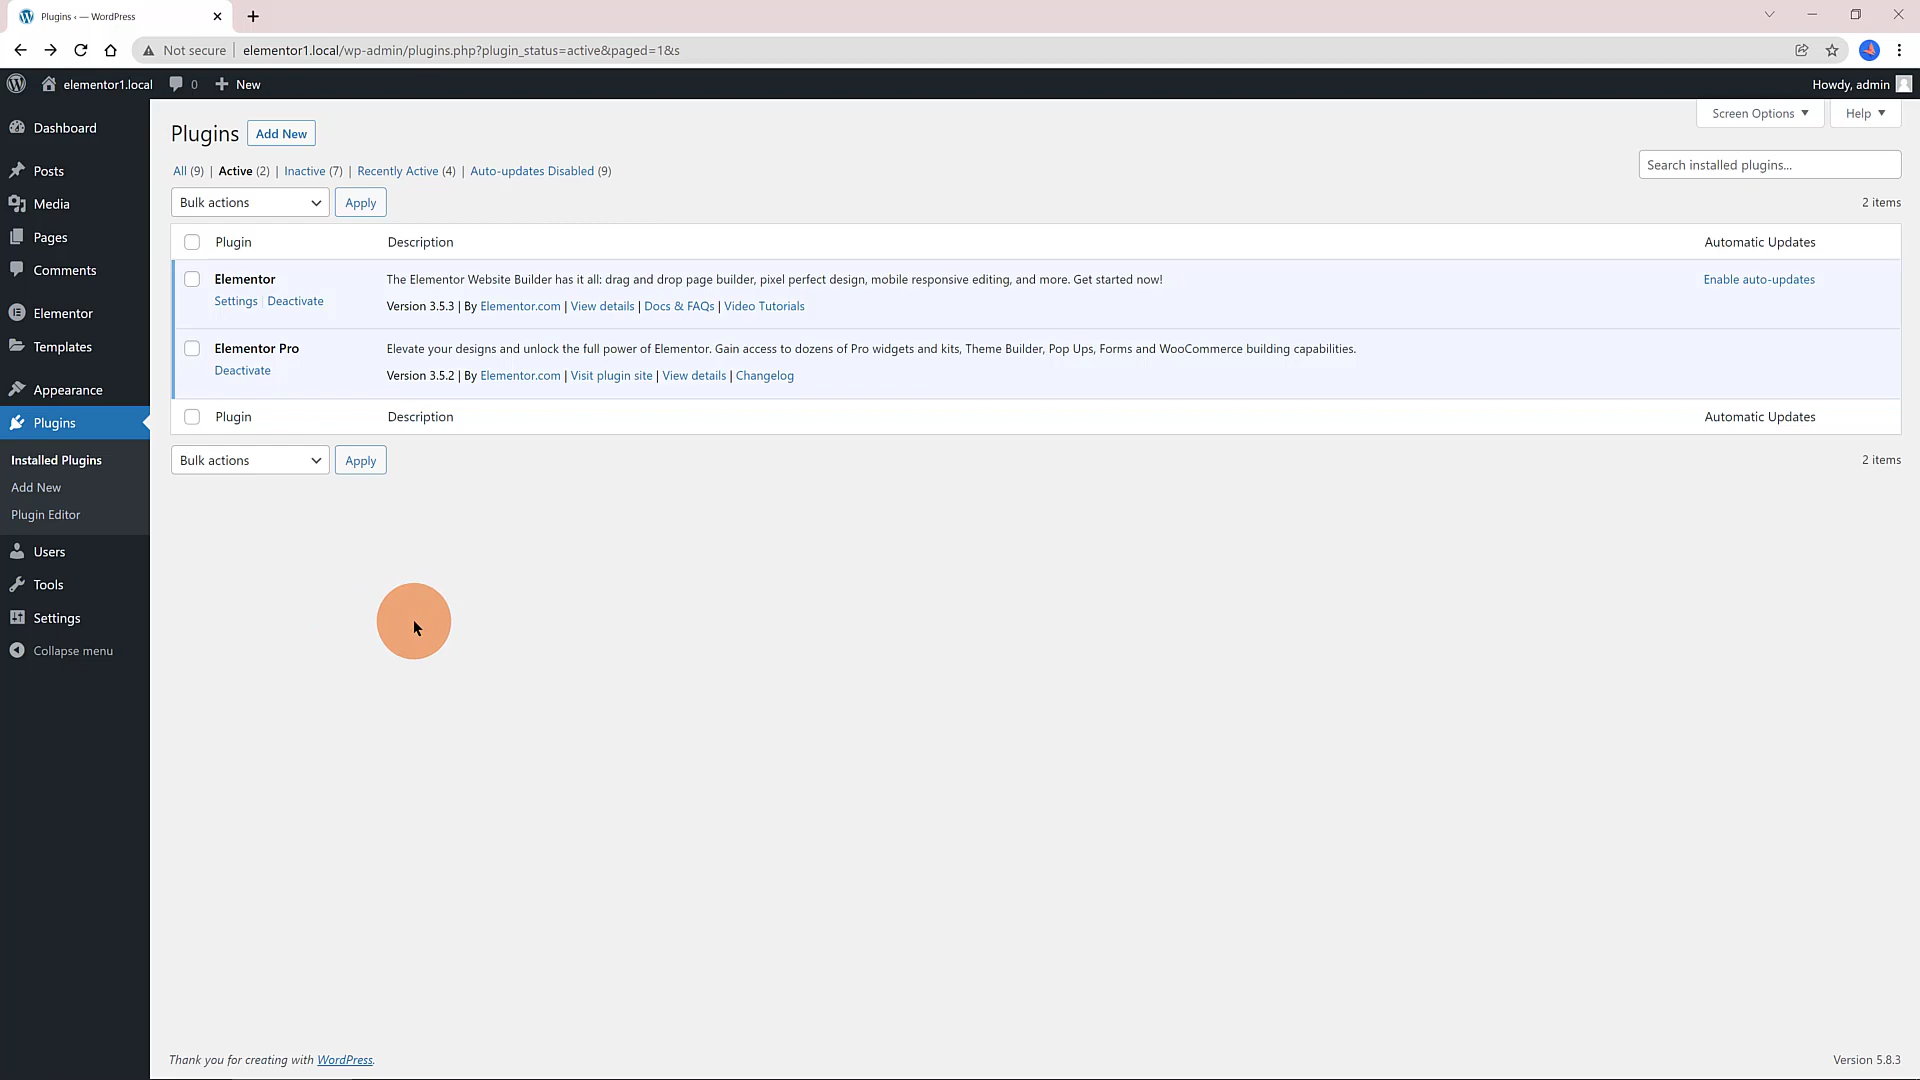 Plugins ‹ — WordPress
Not secure
elementor1.local/wp-admin/plugins.php?plugin_status=active&paged=1&s
elementor1.local
0
New
Howdy, admin
Dashboard
Posts
Media
Pages
Comments
Elementor
Templates
Appearance
Plugins
Installed Plugins
Add New
Plugin Editor
Users
Tools
Settings
Collapse menu
Screen Options
Help
Plugins
Add New
All (9) | Active (2) | Inactive (7) | Recently Active (4) | Auto-updates Disabled (9)
Search installed plugins...
Bulk actions
Apply
2 items
Plugin
Description
Automatic Updates
Elementor
Settings | Deactivate
The Elementor Website Builder has it all: drag and drop page builder, pixel perfect design, mobile responsive editing, and more. Get started now!
Version 3.5.3 | By Elementor.com | View details | Docs & FAQs | Video Tutorials
Enable auto-updates
Elementor Pro
Deactivate
Elevate your designs and unlock the full power of Elementor. Gain access to dozens of Pro widgets and kits, Theme Builder, Pop Ups, Forms and WooCommerce building capabilities.
Version 3.5.2 | By Elementor.com | Visit plugin site | View details | Changelog
Plugin
Description
Automatic Updates
Bulk actions
Apply
2 items
Thank you for creating with WordPress.
Version 5.8.3